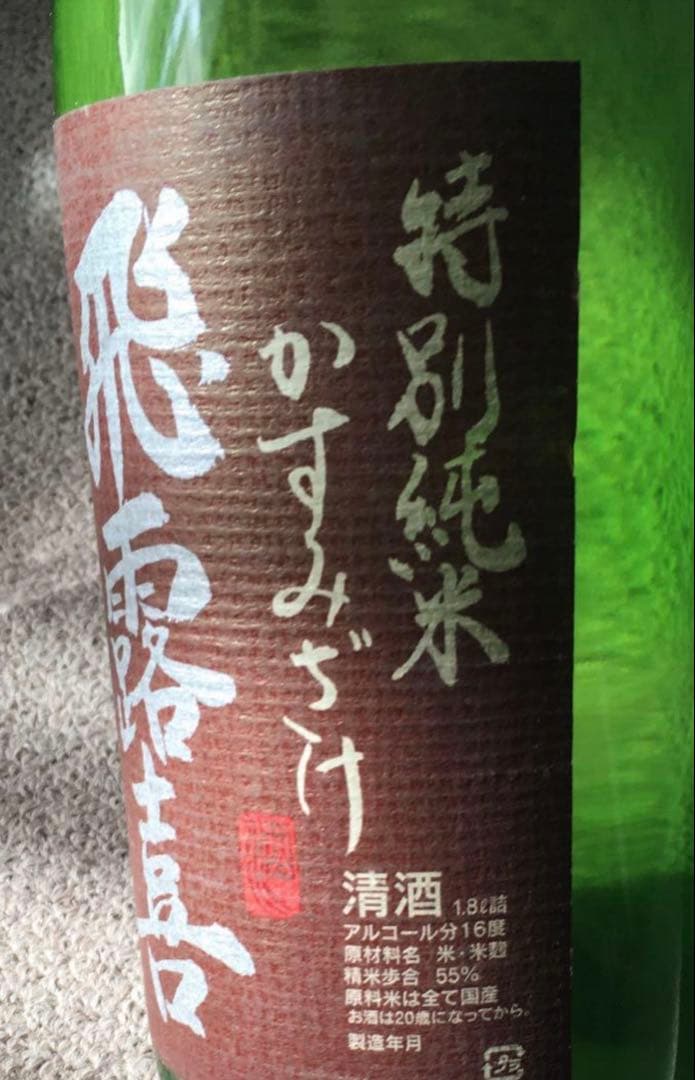 特別純米
かすみざけ
飛露喜
清酒 1.8ℓ詰
アルコール分16度
原材料名 米・米麹
精米歩合 55%
原料米は全て国産
お酒は20歳になってから。
製造年月